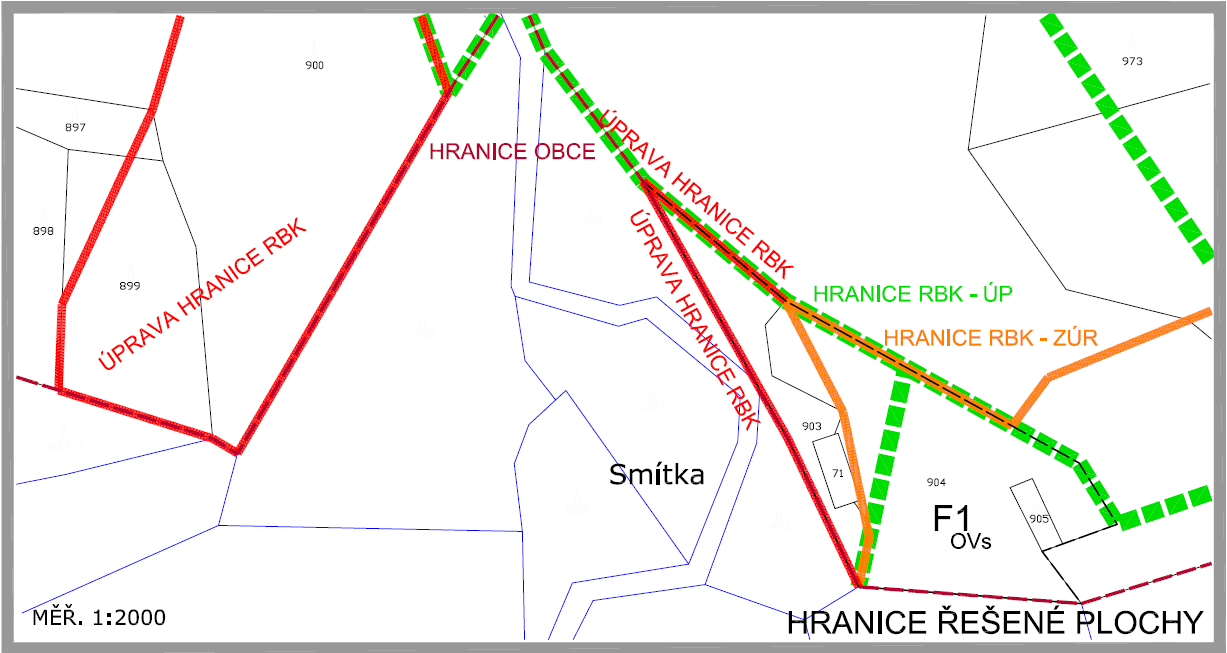 900
973
897
HRANICE OBCE
ÚPRAVA HRANICE RBK
898
899
ÚPRAVA HRANICE RBK
ÚPRAVA HRANICE RBK
HRANICE RBK - ÚP
HRANICE RBK - ZÚR
903
71
Smítka
904
F1
OVs
905
MĚŘ. 1:2000
HRANICE ŘEŠENÉ PLOCHY